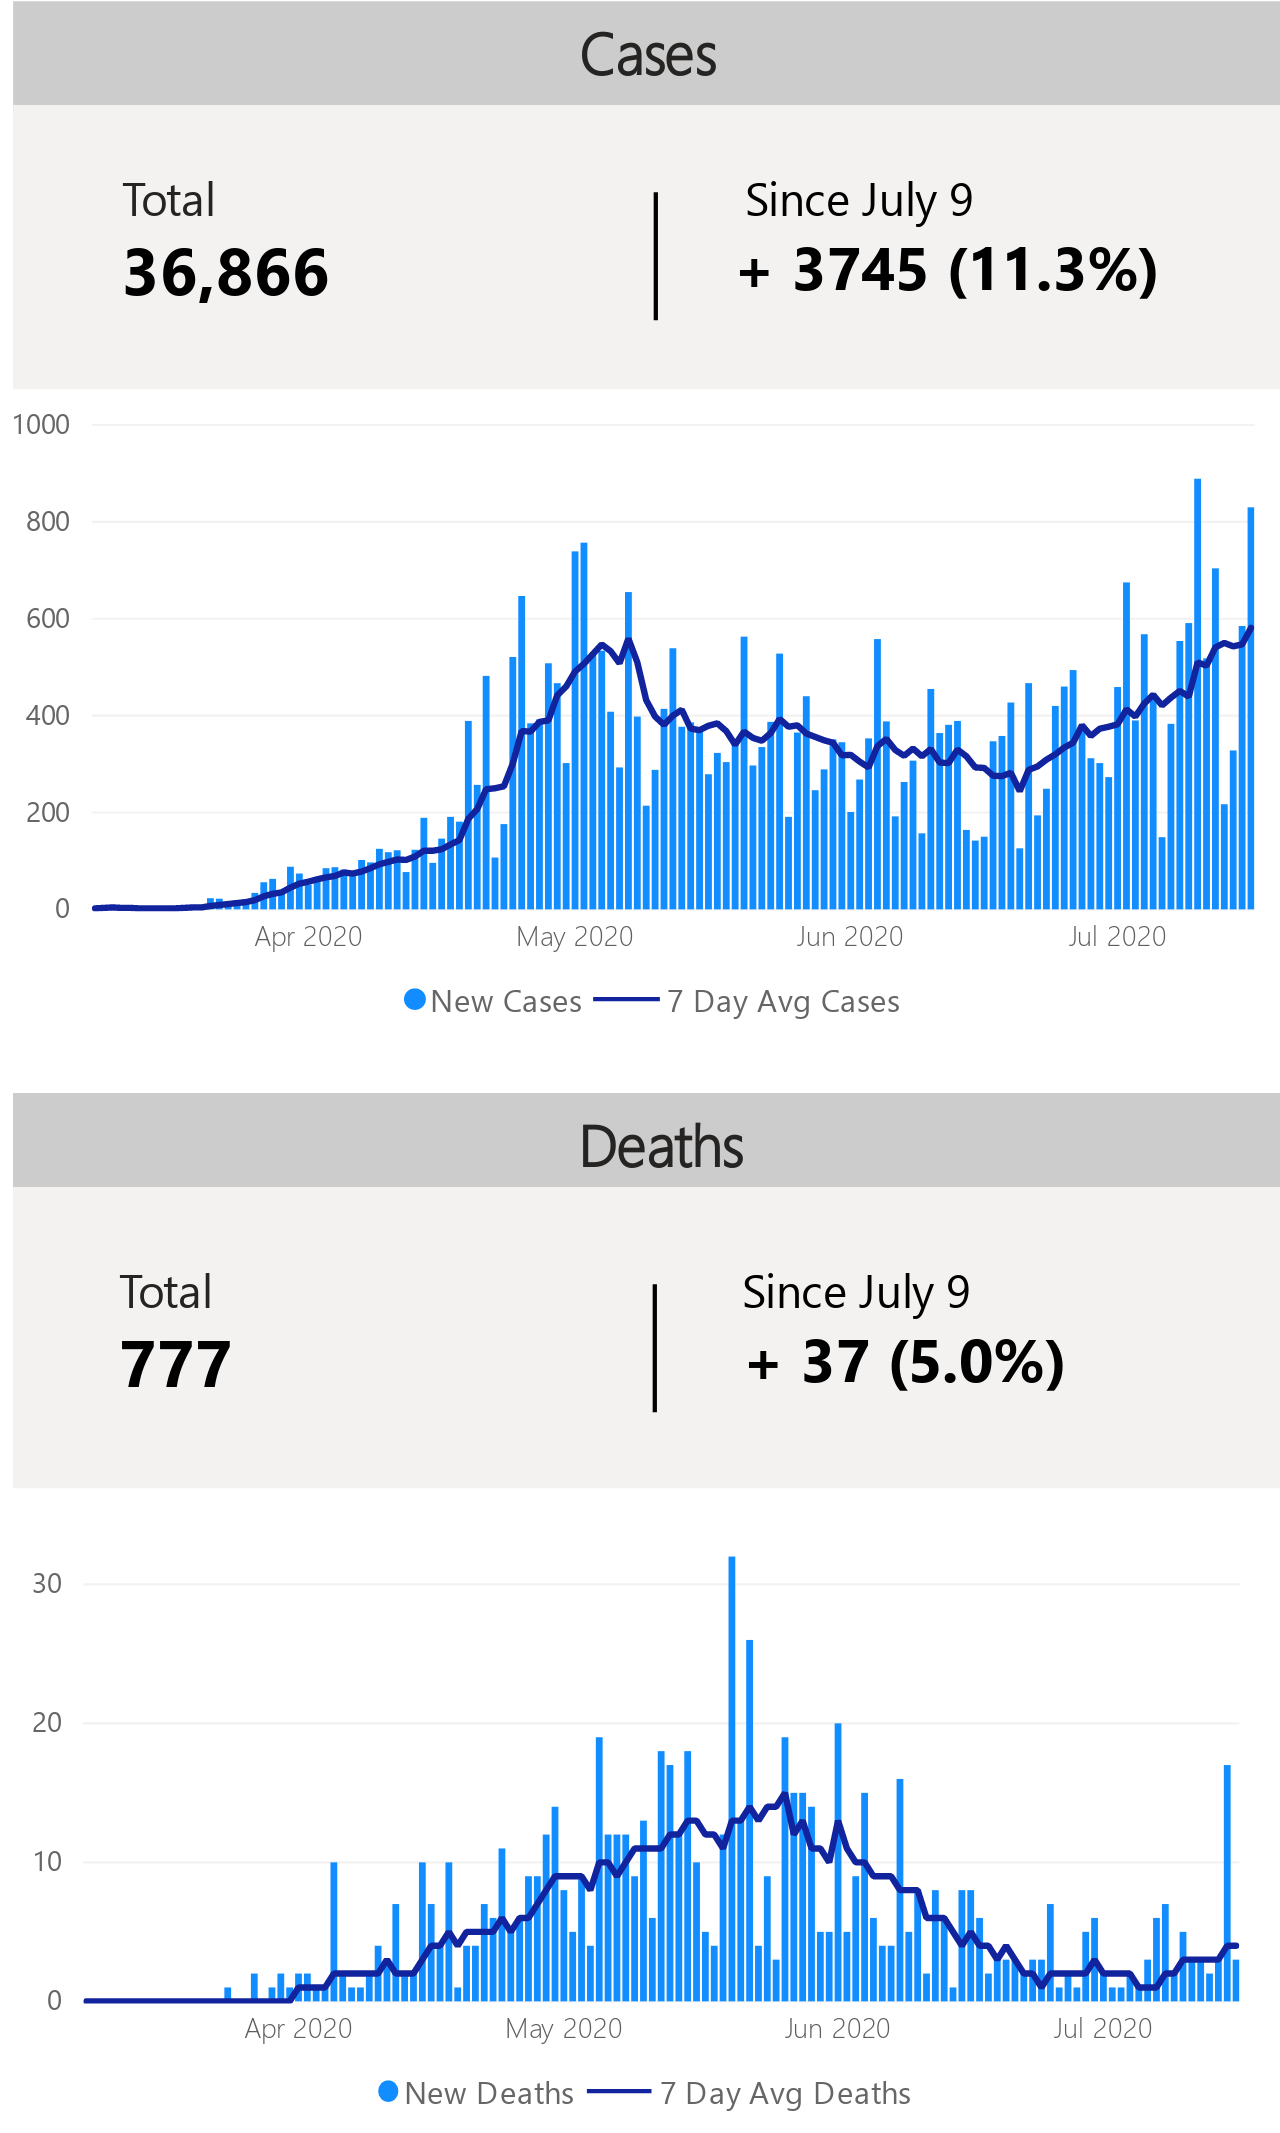 Cases
Total
Since July 9
36,866
+ 3745 (11.3%)
1000
800
600
400
200
0
Apr 2020
May 2020
Jun 2020
Jul 2020
New Cases
7 Day Avg Cases
Deaths
Total
Since July 9
777
+ 37 (5.0%)
30
20
10
0
Apr 2020
May 2020
Jun 2020
Jul 2020
New Deaths
7 Day Avg Deaths